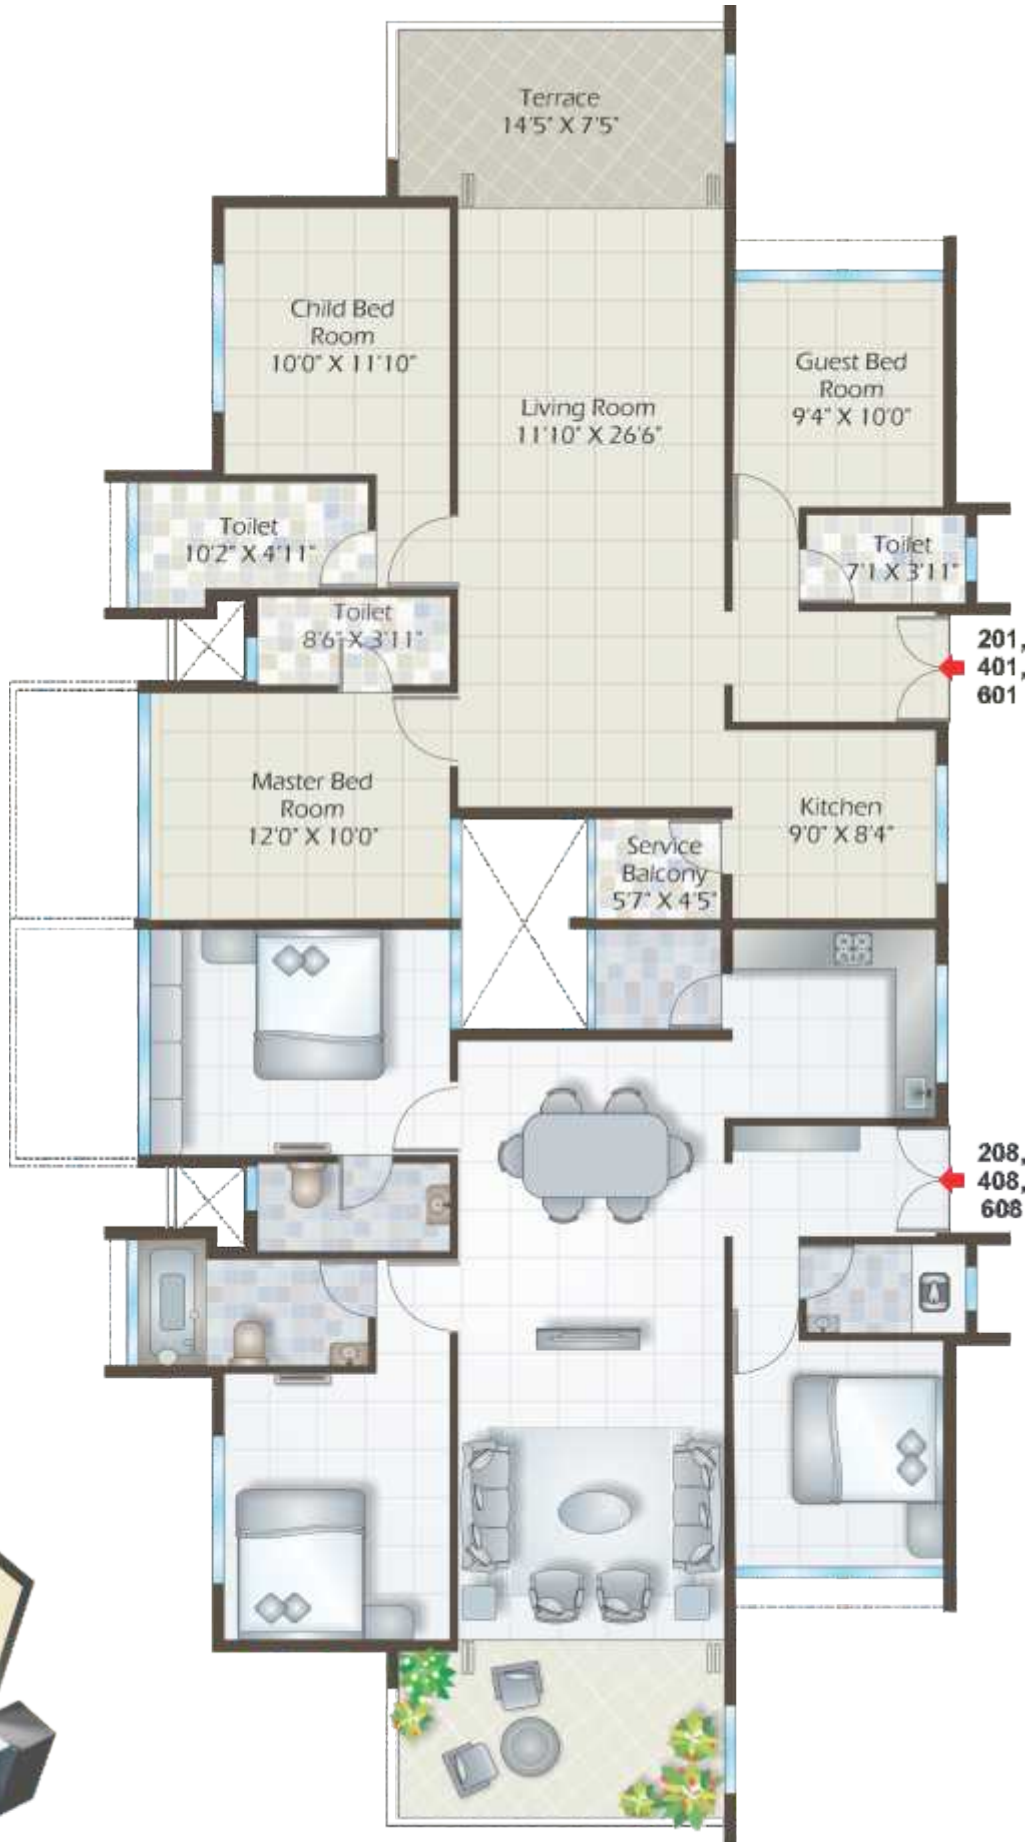 Terrace
14'5" X 7'5"
Child Bed
Room
10'0" X 11'10"
Guest Bed
Room
9'4" X 10'0"
Living Room
11'10" X 26'6"
Toilet
10'2" X 4'11"
Toilet
7'1 X 3'11"
Toilet
8'6" X 3'11"
201,
401,
601
Master Bed
Room
12'0" X 10'0"
Kitchen
9'0" X 8'4"
Service
Balcony
5'7" X 4'5"
208,
408,
608